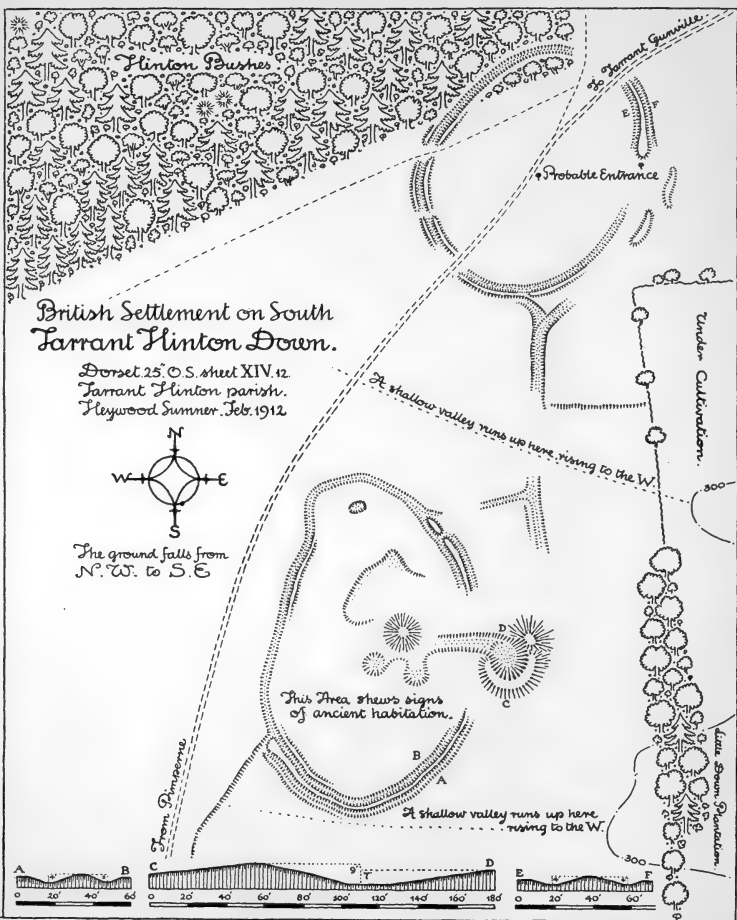 Hinton Bushes
To Tarrant Gunville
E F
Probable Entrance
British Settlement on South
Tarrant Hinton Down.
Dorset. 25". O.S. sheet XIV. 12.
Tarrant Hinton parish.
Heywood Sumner. Feb. 1912
N
W E
S
The ground falls from
N. W. to S. E
Under Cultivation.
A shallow valley runs up here rising to the W.
300
D
C
This Area shews signs
of ancient habitation.
B
A
From Pimperne
A shallow valley runs up here
rising to the W.
Little Down Plantation
300
A B
0 20' 40' 60'
C 9' 7' D
0 20' 40' 60' 80' 100' 120' 140' 160' 180'
E F
0 20' 40' 60'